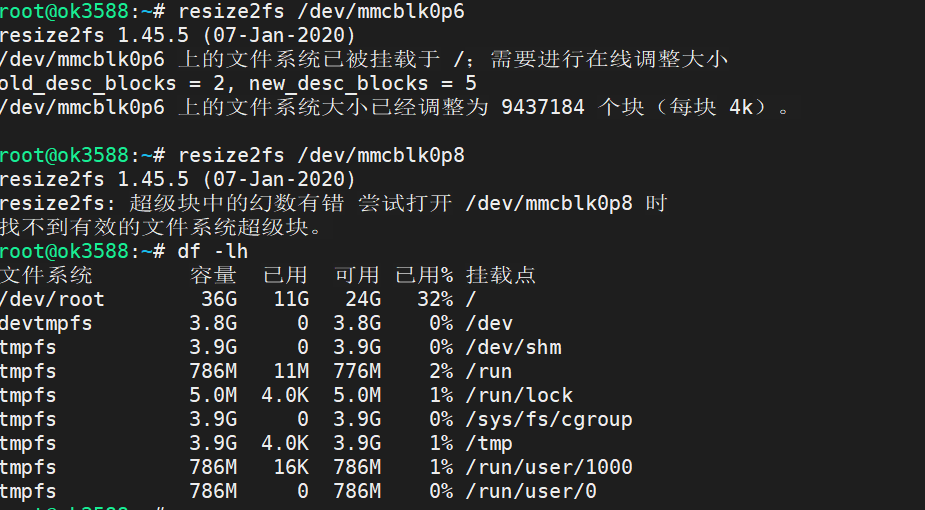 root@ok3588:~# resize2fs /dev/mmcblk0p6
resize2fs 1.45.5 (07-Jan-2020)
/dev/mmcblk0p6 上的文件系统已被挂载于 /；需要进行在线调整大小
old_desc_blocks = 2, new_desc_blocks = 5
/dev/mmcblk0p6 上的文件系统大小已经调整为 9437184 个块（每块 4k）。
root@ok3588:~# resize2fs /dev/mmcblk0p8
resize2fs 1.45.5 (07-Jan-2020)
resize2fs: 超级块中的幻数有错 尝试打开 /dev/mmcblk0p8 时
找不到有效的文件系统超级块。
root@ok3588:~# df -lh
文件系统 容量 已用 可用 已用% 挂载点
/dev/root 36G 11G 24G 32% /
devtmpfs 3.8G 0 3.8G 0% /dev
tmpfs 3.9G 0 3.9G 0% /dev/shm
tmpfs 786M 11M 776M 2% /run
tmpfs 5.0M 4.0K 5.0M 1% /run/lock
tmpfs 3.9G 0 3.9G 0% /sys/fs/cgroup
tmpfs 3.9G 4.0K 3.9G 1% /tmp
tmpfs 786M 16K 786M 1% /run/user/1000
tmpfs 786M 0 786M 0% /run/user/0
root@ok3588:~#